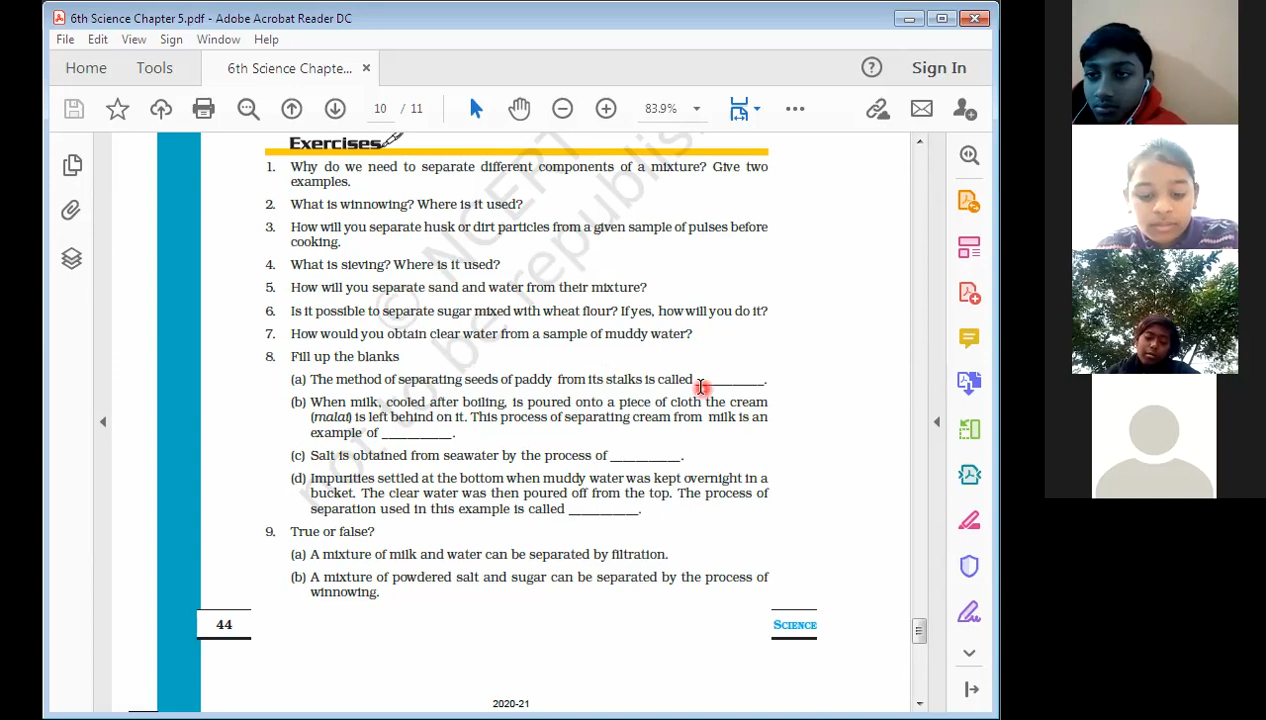 6th Science Chapter 5.pdf - Adobe Acrobat Reader DC
File Edit View Sign Window Help
Home Tools 6th Science Chapte... × Sign In
10 / 11 83.9%
Exercises
1. Why do we need to separate different components of a mixture? Give two
examples.
2. What is winnowing? Where is it used?
3. How will you separate husk or dirt particles from a given sample of pulses before
cooking.
4. What is sieving? Where is it used?
5. How will you separate sand and water from their mixture?
6. Is it possible to separate sugar mixed with wheat flour? If yes, how will you do it?
7. How would you obtain clear water from a sample of muddy water?
8. Fill up the blanks
(a) The method of separating seeds of paddy from its stalks is called __________.
(b) When milk, cooled after boiling, is poured onto a piece of cloth the cream
(malai) is left behind on it. This process of separating cream from milk is an
example of __________.
(c) Salt is obtained from seawater by the process of __________.
(d) Impurities settled at the bottom when muddy water was kept overnight in a
bucket. The clear water was then poured off from the top. The process of
separation used in this example is called __________.
9. True or false?
(a) A mixture of milk and water can be separated by filtration.
(b) A mixture of powdered salt and sugar can be separated by the process of
winnowing.
44 SCIENCE
2020-21
© NCERT
not to be republis